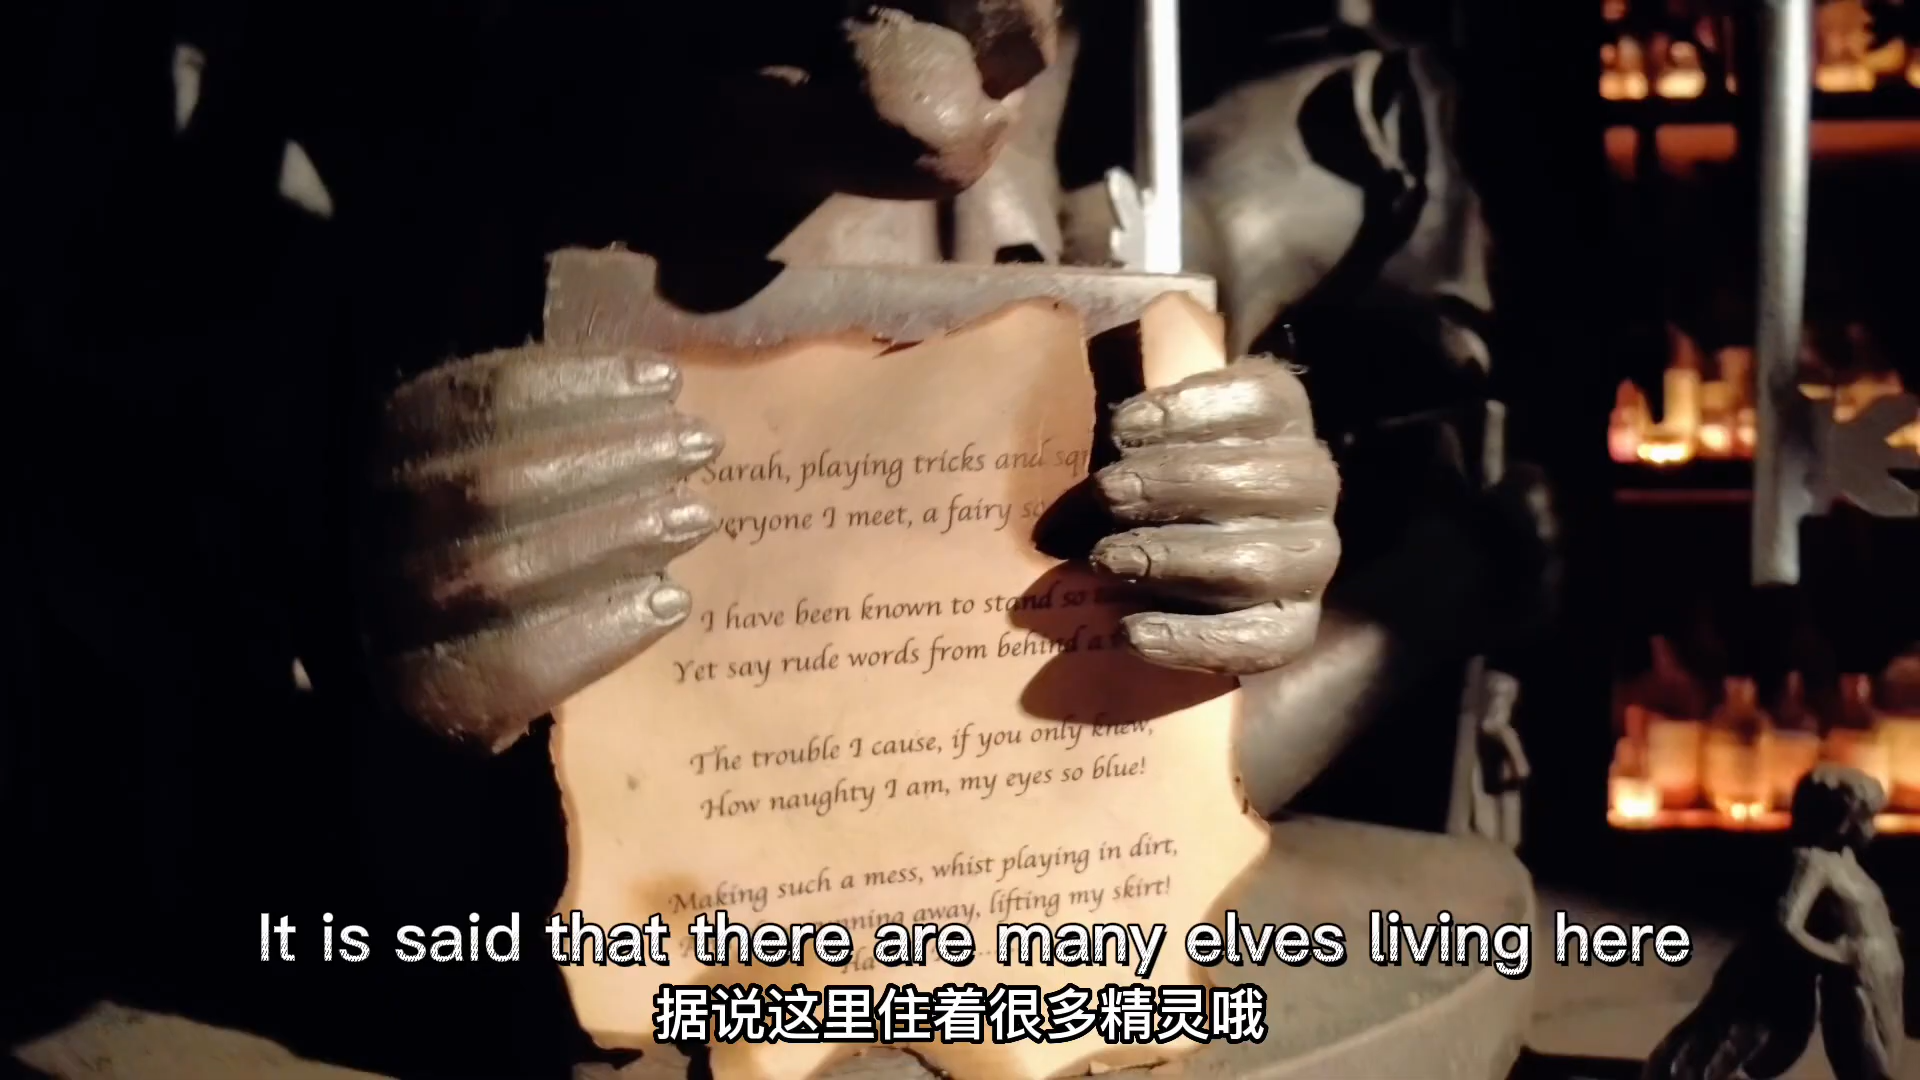 Sarah, playing tricks and
everyone I meet, a fairy
I have been known to stand so
Yet say rude words from behind a
The trouble I cause, if you only knew,
How naughty I am, my eyes so blue!
Making such a mess, whist playing in dirt,
running away, lifting my skirt!
It is said that there are many elves living here
据说这里住着很多精灵哦